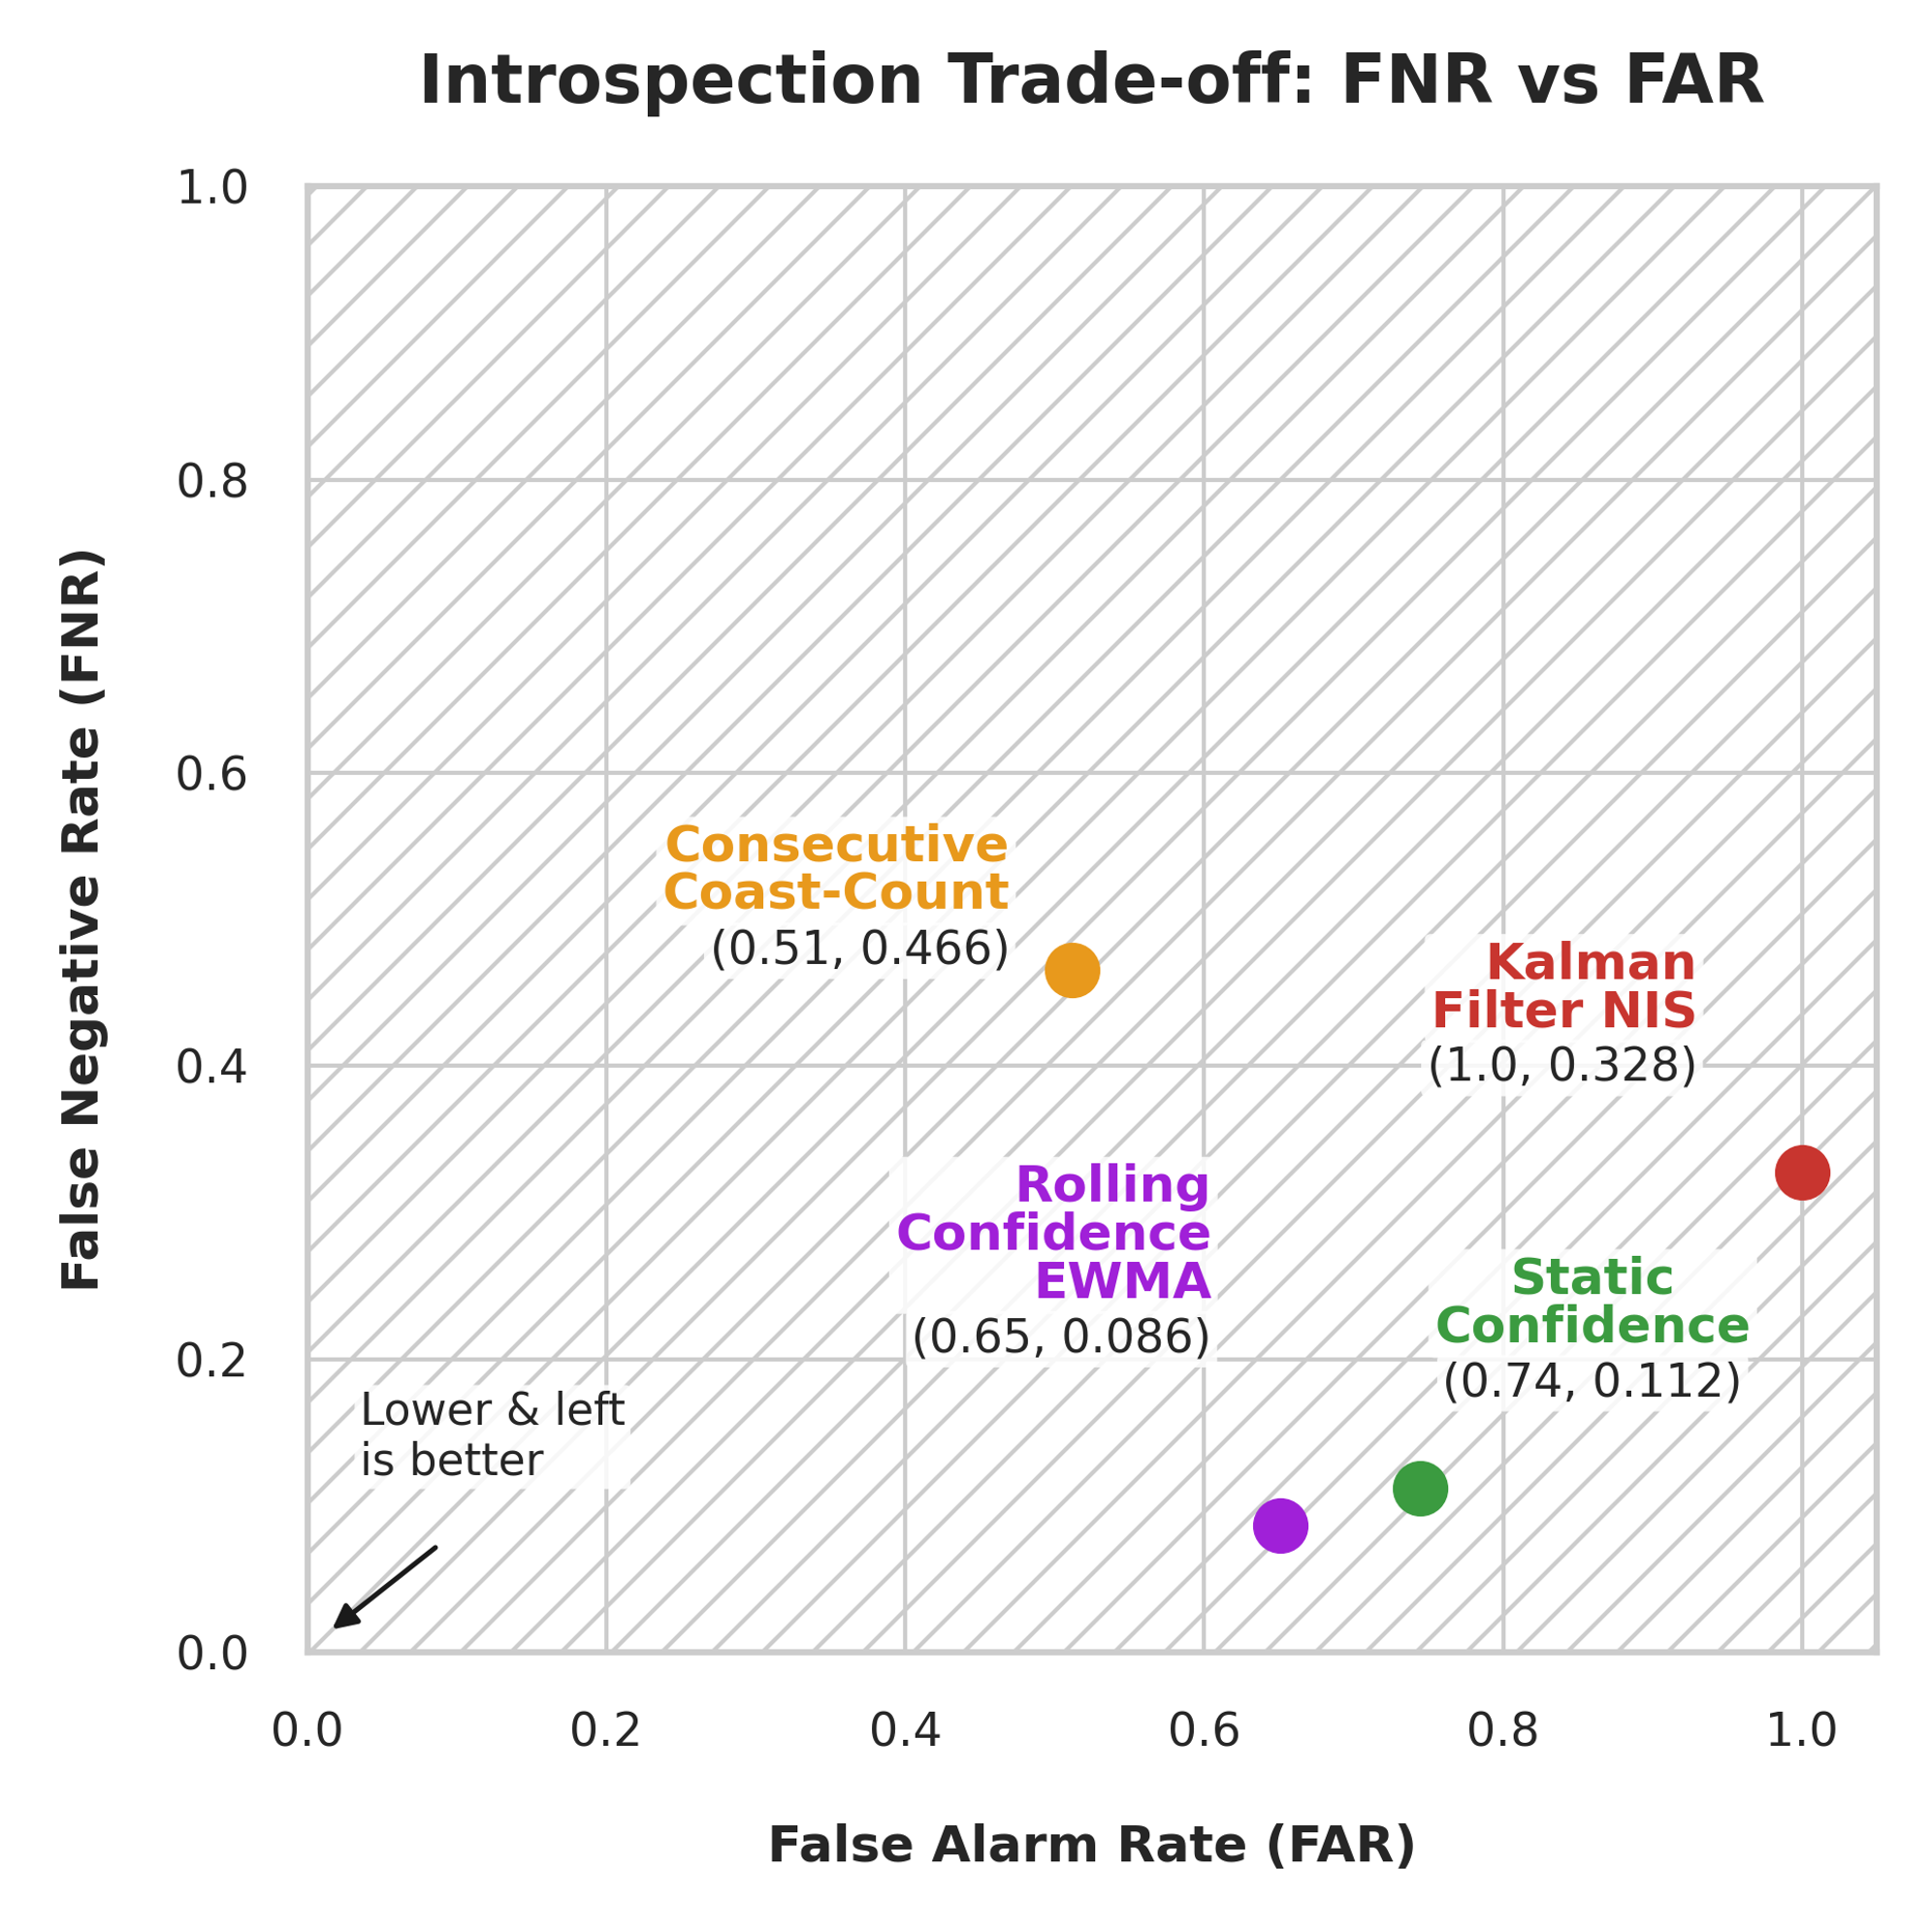 Introspection Trade-off: FNR vs FAR
1.0
0.8
0.6
0.4
0.2
0.0
False Negative Rate (FNR)
Consecutive
Coast-Count
(0.51, 0.466)
Kalman
Filter NIS
(1.0, 0.328)
Rolling
Confidence
EWMA
(0.65, 0.086)
Static
Confidence
(0.74, 0.112)
Lower & left
is better
0.0 0.2 0.4 0.6 0.8 1.0
False Alarm Rate (FAR)